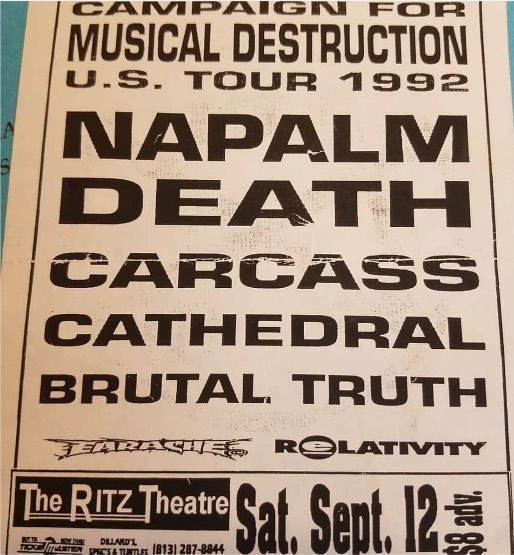 CAMPAIGN FOR
MUSICAL DESTRUCTION
U.S. TOUR 1992
NAPALM
DEATH
CARCASS
CATHEDRAL
BRUTAL TRUTH
EARACHE RELATIVITY
The RITZ Theatre Sat. Sept. 12 $8 adv.
DILLARD'S,
SPEC'S & TURTLES (813) 287-8844